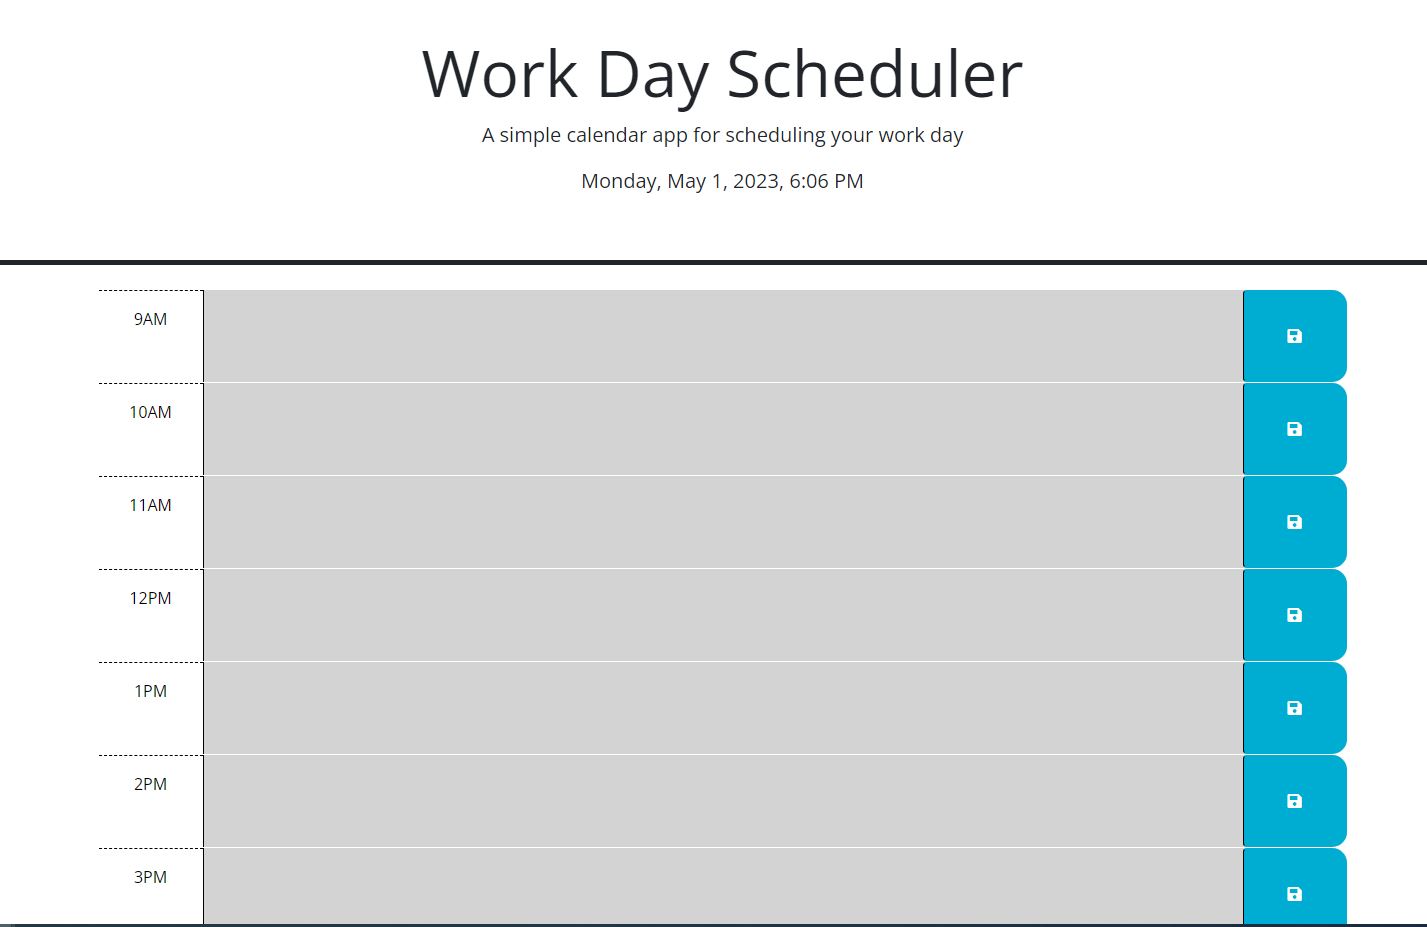 Work Day Scheduler
A simple calendar app for scheduling your work day
Monday, May 1, 2023, 6:06 PM
9AM
10AM
11AM
12PM
1PM
2PM
3PM